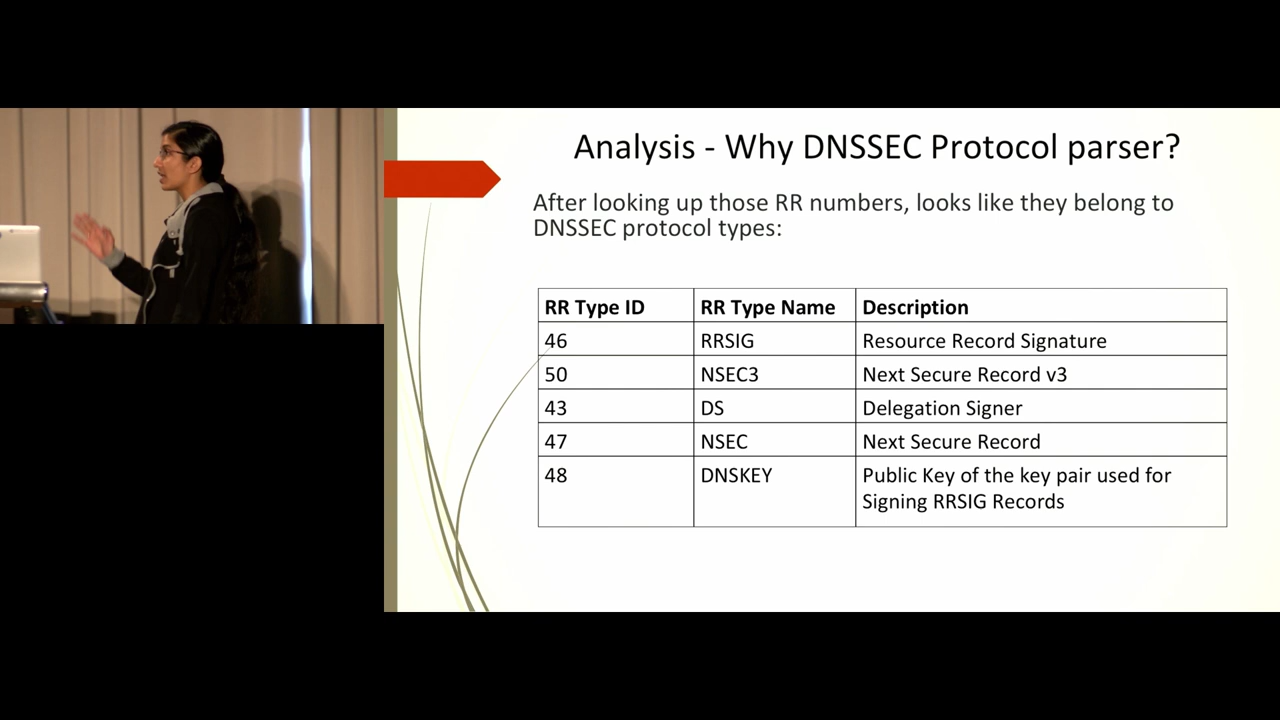 Analysis - Why DNSSEC Protocol parser?
After looking up those RR numbers, looks like they belong to
DNSSEC protocol types:
RR Type ID RR Type Name Description
46 RRSIG Resource Record Signature
50 NSEC3 Next Secure Record v3
43 DS Delegation Signer
47 NSEC Next Secure Record
48 DNSKEY Public Key of the key pair used for
Signing RRSIG Records